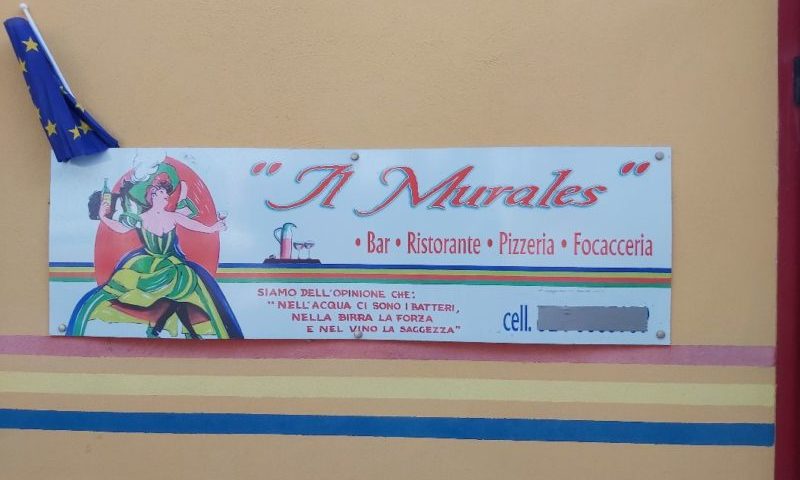 "Il Murales"
• Bar • Ristorante • Pizzeria • Focacceria
SIAMO DELL'OPINIONE CHE:
"NELL'ACQUA CI SONO I BATTERI,
NELLA BIRRA LA FORZA
E NEL VINO LA SAGGEZZA"
cell.